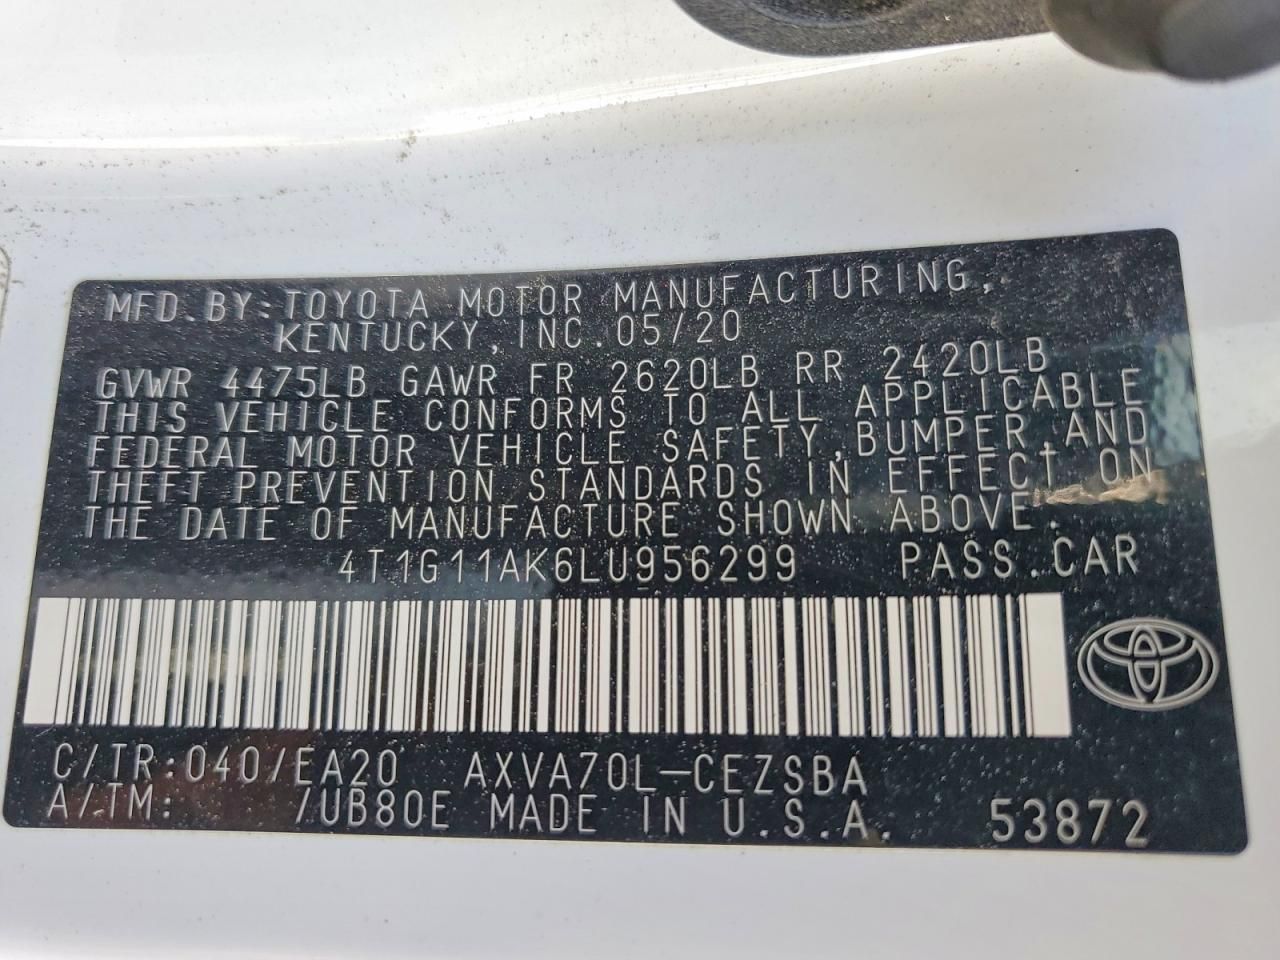 MFD. BY: TOYOTA MOTOR MANUFACTURING,
KENTUCKY, INC. 05/20
GVWR 4475LB GAWR FR 2620LB RR 2420LB
THIS VEHICLE CONFORMS TO ALL APPLICABLE
FEDERAL MOTOR VEHICLE SAFETY, BUMPER, AND
THEFT PREVENTION STANDARDS IN EFFECT ON
THE DATE OF MANUFACTURE SHOWN ABOVE.
4T1G11AK6LU956299 PASS. CAR
C/TR: 040/EA20 AXVA70L-CEZSBA
A/TM: /UB80E MADE IN U.S.A. 53872